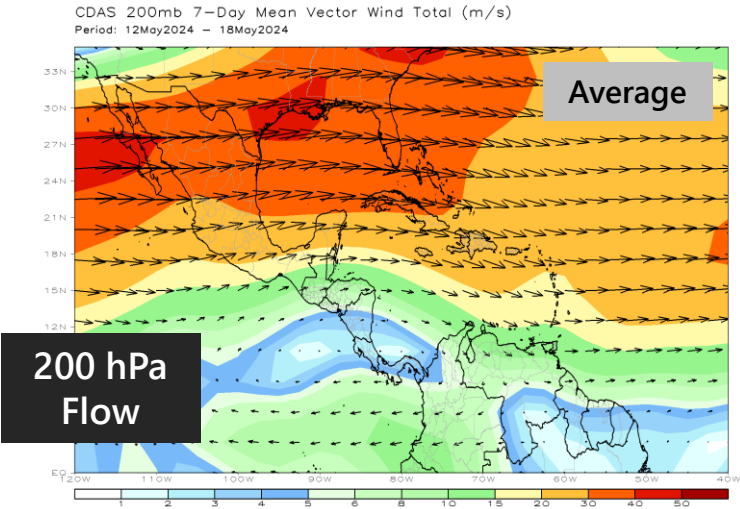 CDAS 200mb 7-Day Mean Vector Wind Total (m/s)
Period: 12May2024 – 18May2024
Average
33N
30N
27N
24N
21N
18N
15N
12N
200 hPa
Flow
EQ
120W 110W 100W 90W 80W 70W 60W 50W 40W
1 2 3 4 5 6 8 10 15 20 30 40 50